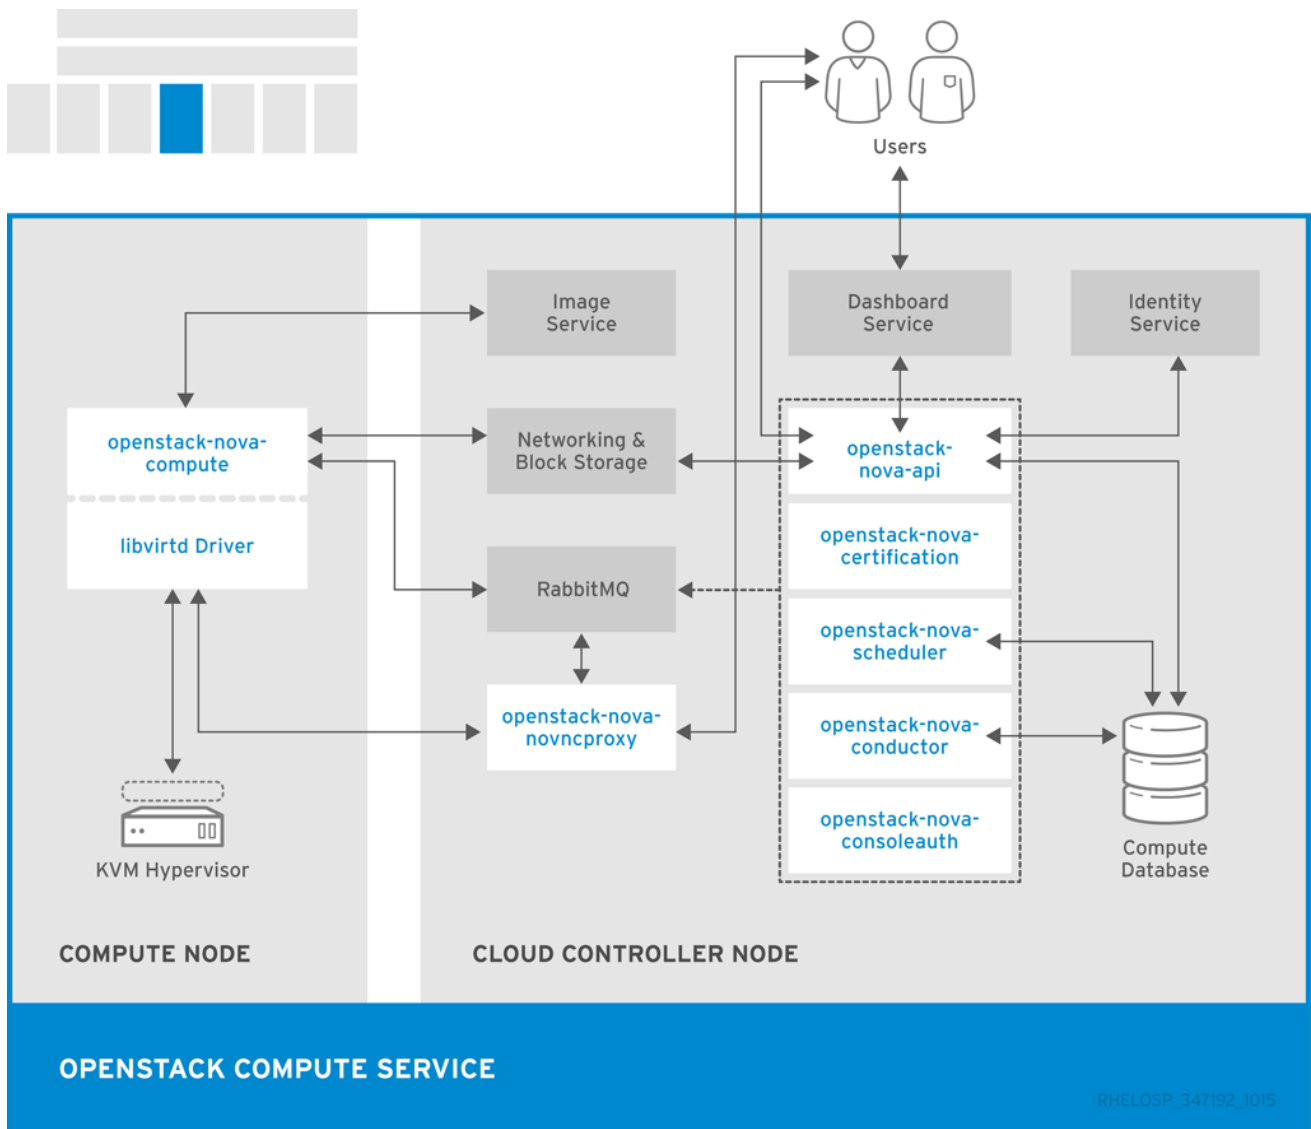 Users
Image
Service
Dashboard
Service
Identity
Service
openstack-nova-
compute
libvirtd Driver
Networking &
Block Storage
openstack-
nova-api
openstack-nova-
certification
RabbitMQ
openstack-nova-
scheduler
openstack-nova-
novncproxy
openstack-nova-
conductor
openstack-nova-
consoleauth
KVM Hypervisor
Compute
Database
COMPUTE NODE
CLOUD CONTROLLER NODE
OPENSTACK COMPUTE SERVICE
RHELOSP_347192_1015